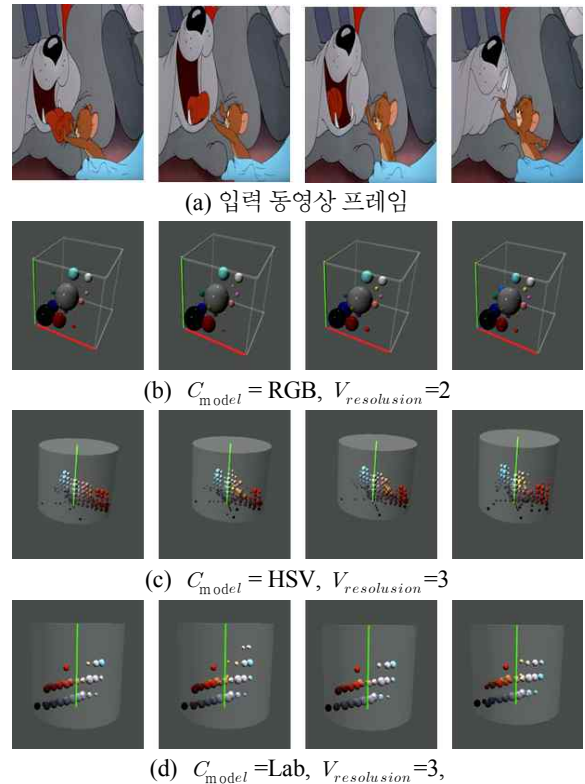 (a) 입력 동영상 프레임
(b) C_model = RGB, V_resolusion=2
(c) C_model = HSV, V_resolusion=3
(d) C_model =Lab, V_resolusion=3,